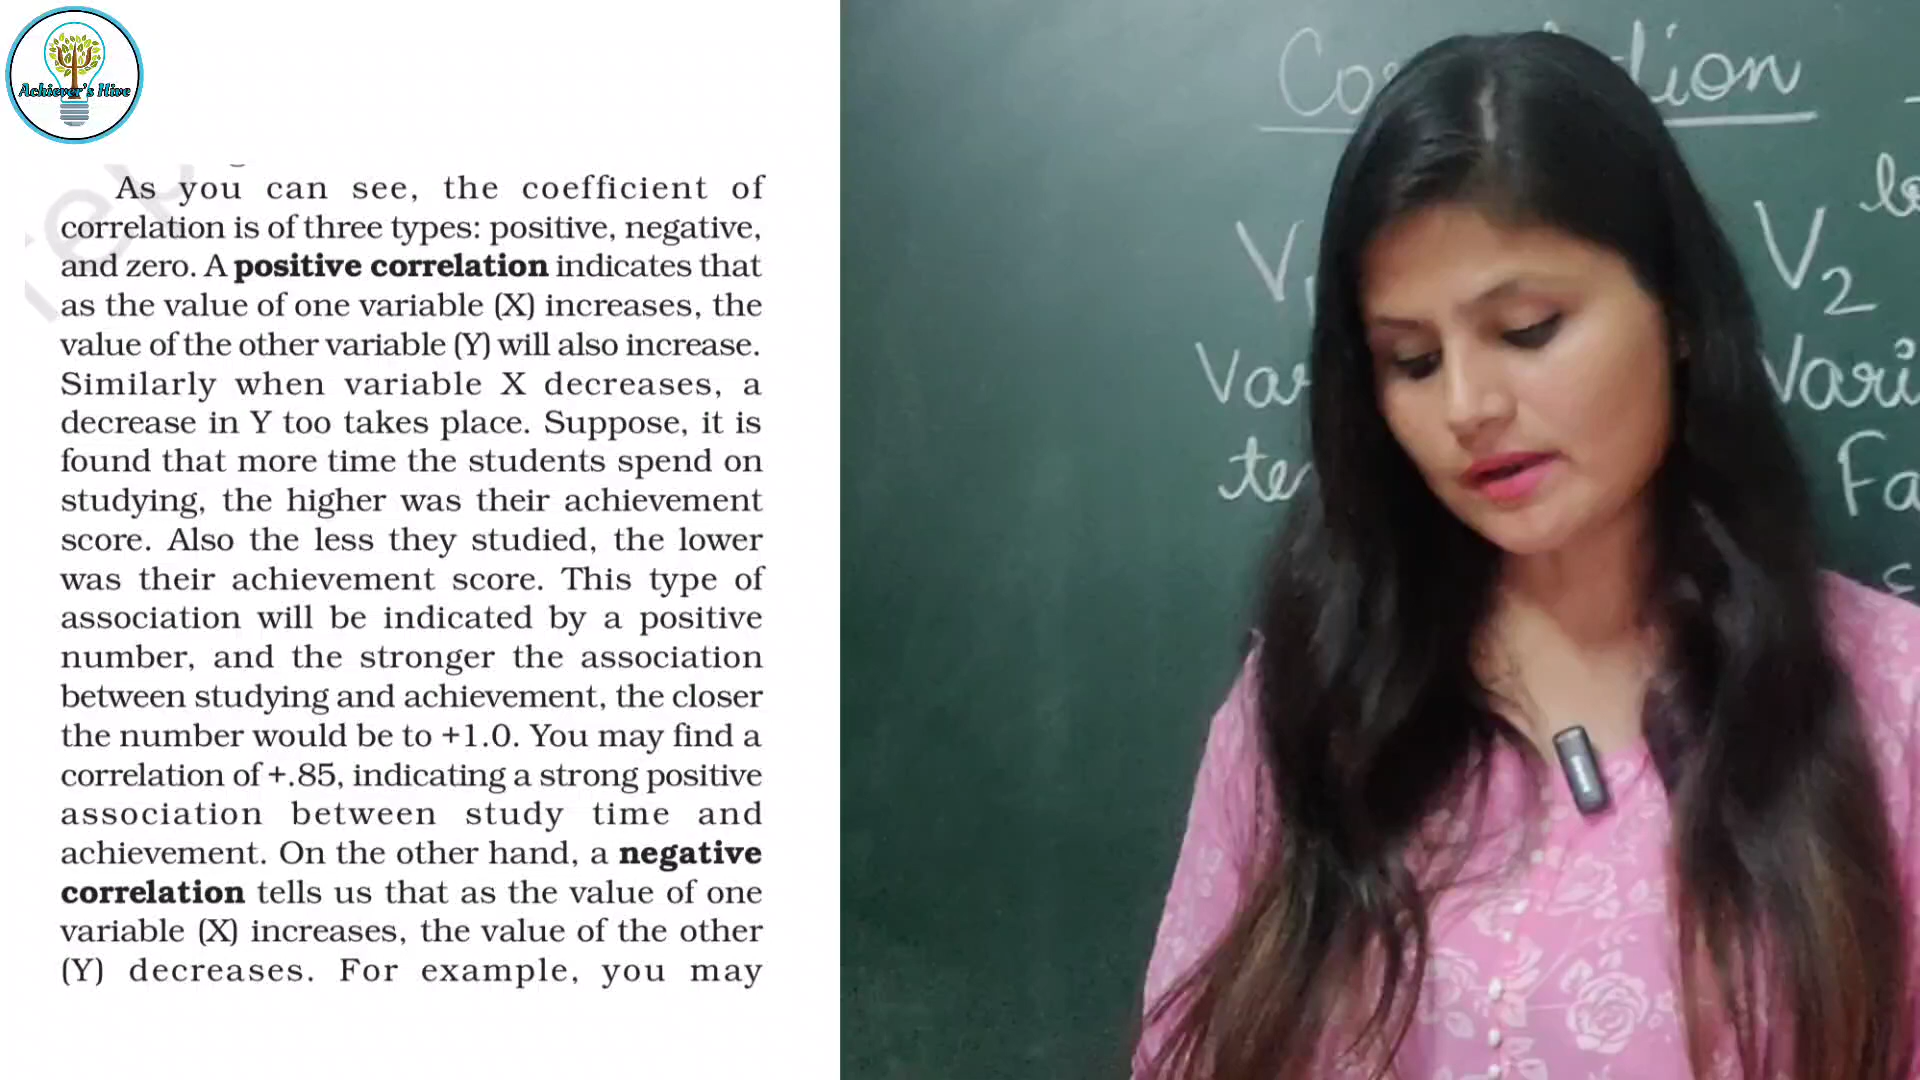 Achiever's Hive
As you can see, the coefficient of
correlation is of three types: positive, negative,
and zero. A positive correlation indicates that
as the value of one variable (X) increases, the
value of the other variable (Y) will also increase.
Similarly when variable X decreases, a
decrease in Y too takes place. Suppose, it is
found that more time the students spend on
studying, the higher was their achievement
score. Also the less they studied, the lower
was their achievement score. This type of
association will be indicated by a positive
number, and the stronger the association
between studying and achievement, the closer
the number would be to +1.0. You may find a
correlation of +.85, indicating a strong positive
association between study time and
achievement. On the other hand, a negative
correlation tells us that as the value of one
variable (X) increases, the value of the other
(Y) decreases. For example, you may
V₂